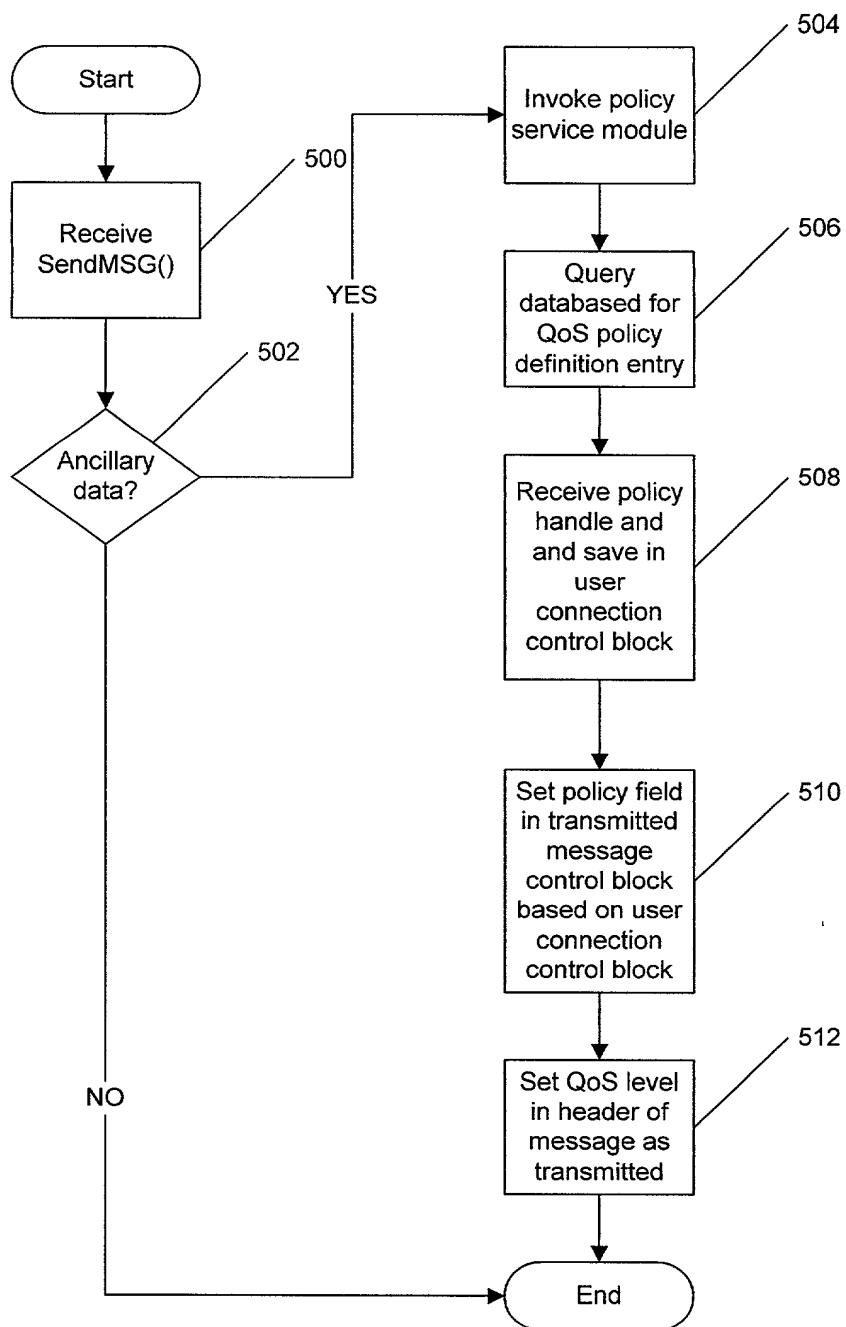 Start
500
Receive
SendMSG()
502
Ancillary
data?
YES
NO
504
Invoke policy
service module
506
Query
databased for
QoS policy
definition entry
508
Receive policy
handle and
and save in
user
connection
control block
510
Set policy field
in transmitted
message
control block
based on user
connection
control block
512
Set QoS level
in header of
message as
transmitted
End